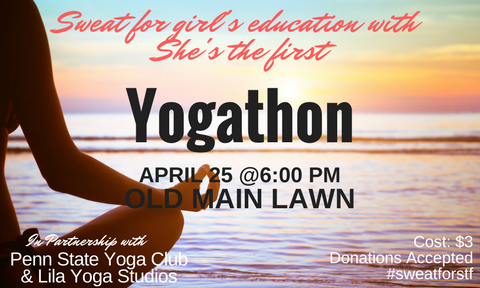 Sweat for girl's education with
She's the first
Yogathon
APRIL 25 @6:00 PM
OLD MAIN LAWN
In Partnership with
Penn State Yoga Club
& Lila Yoga Studios
Cost: $3
Donations Accepted
#sweatforstf